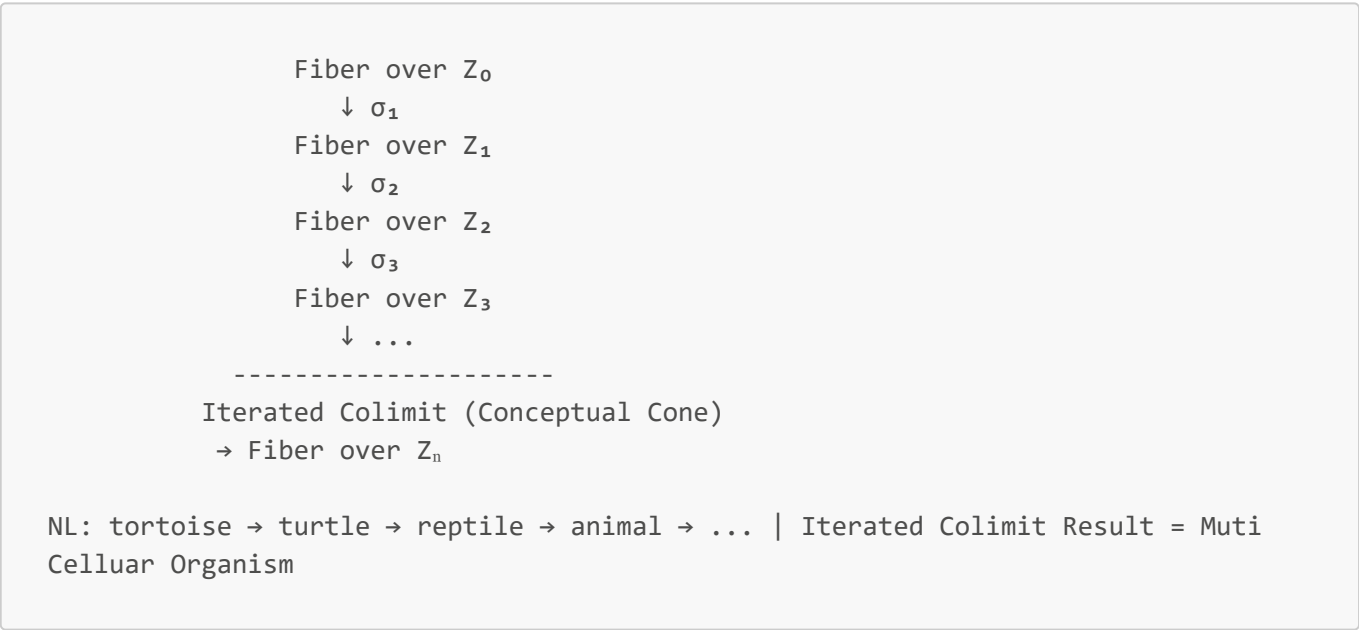 Fiber over Z₀
↓ σ₁
Fiber over Z₁
↓ σ₂
Fiber over Z₂
↓ σ₃
Fiber over Z₃
↓ ...
---------------------
Iterated Colimit (Conceptual Cone)
→ Fiber over Zₙ
NL: tortoise → turtle → reptile → animal → ... | Iterated Colimit Result = Muti
Celluar Organism